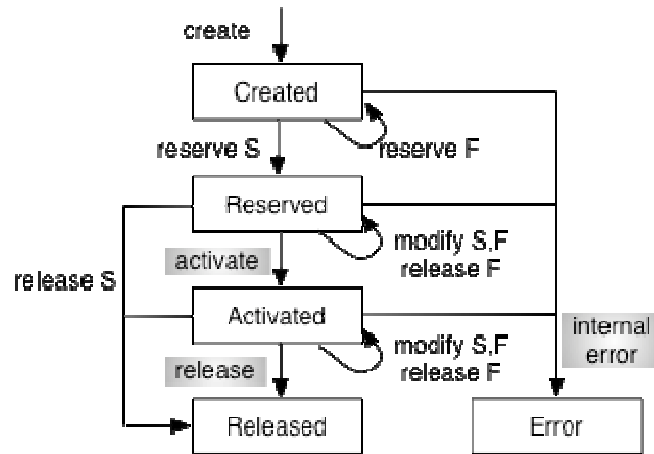 create
Created
reserve S
reserve F
Reserved
modify S,F
release F
activate
release S
Activated
internal
error
modify S,F
release F
release
Released
Error